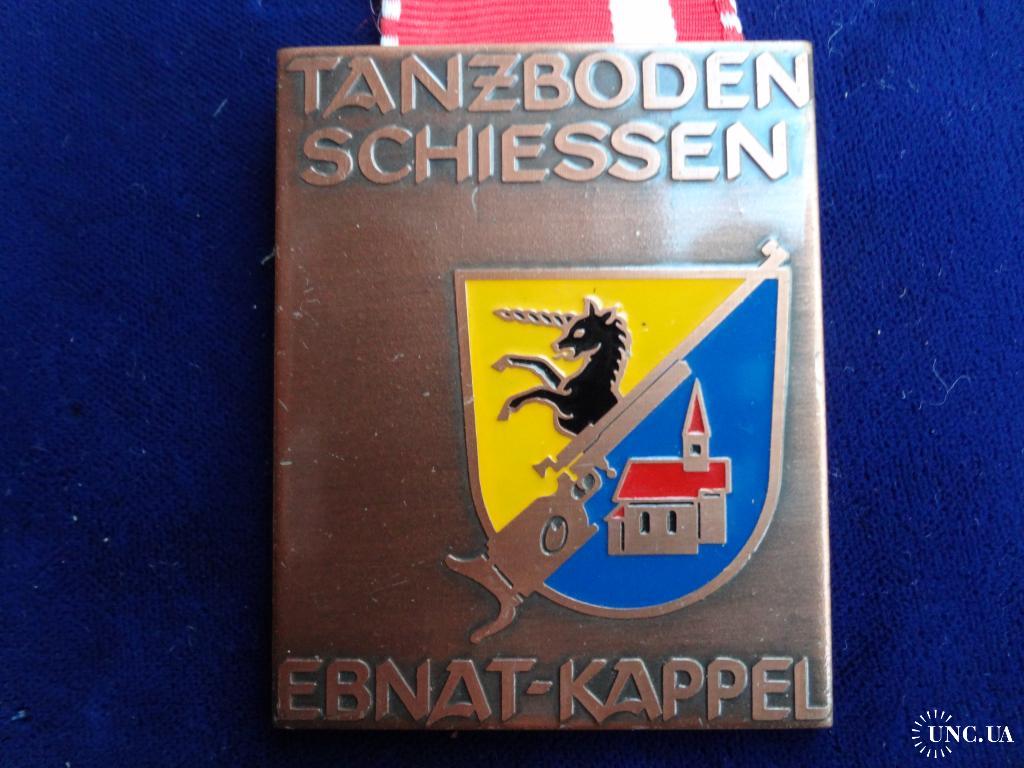 TANZBODEN
SCHIESSEN
EBNAT-KAPPEL
UNC.UA